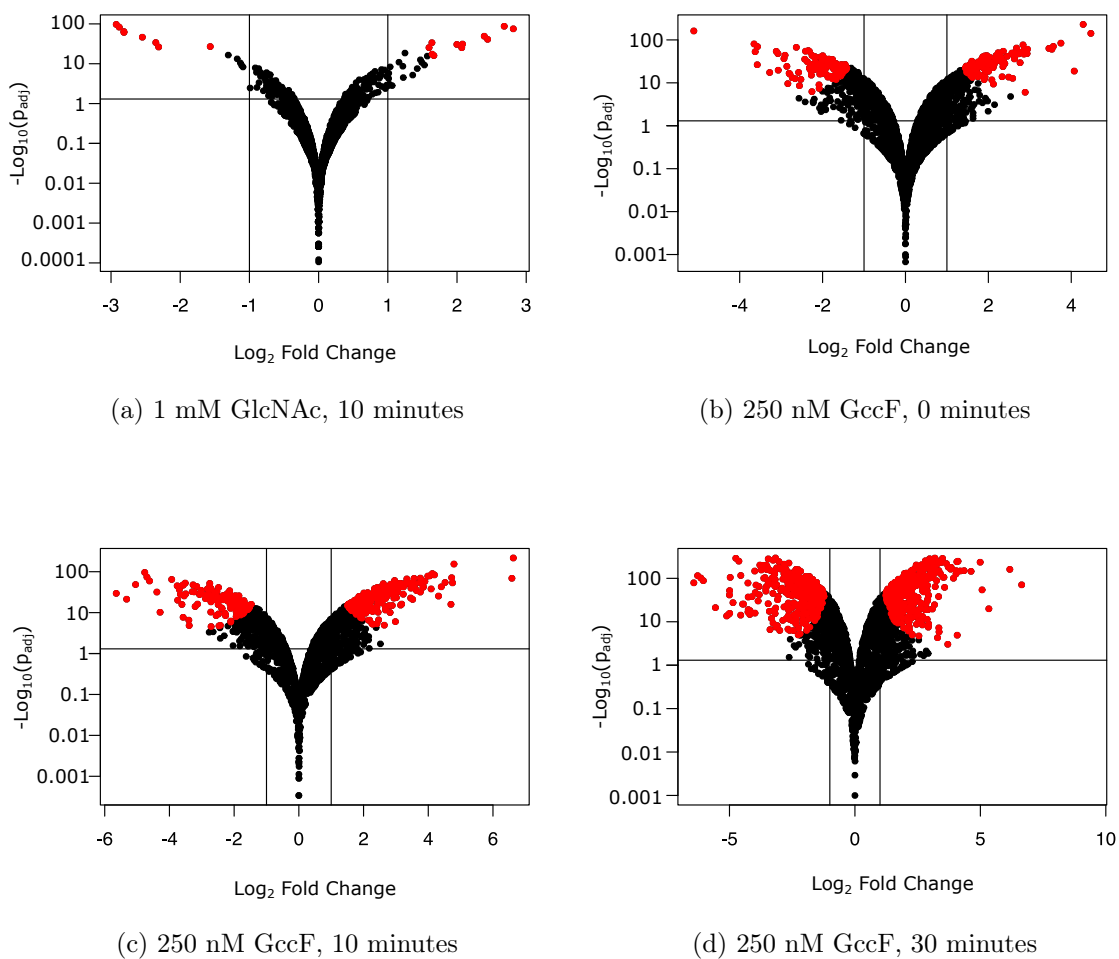 100
10
1
0.1
0.01
0.001
0.0001
-Log₁₀(p_adj)
-3 -2 -1 0 1 2 3
Log₂ Fold Change
(a) 1 mM GlcNAc, 10 minutes
100
10
1
0.1
0.01
0.001
-Log₁₀(p_adj)
-4 -2 0 2 4
Log₂ Fold Change
(b) 250 nM GccF, 0 minutes
100
10
1
0.1
0.01
0.001
-Log₁₀(p_adj)
-6 -4 -2 0 2 4 6
Log₂ Fold Change
(c) 250 nM GccF, 10 minutes
100
10
1
0.1
0.01
0.001
-Log₁₀(p_adj)
-5 0 5 10
Log₂ Fold Change
(d) 250 nM GccF, 30 minutes